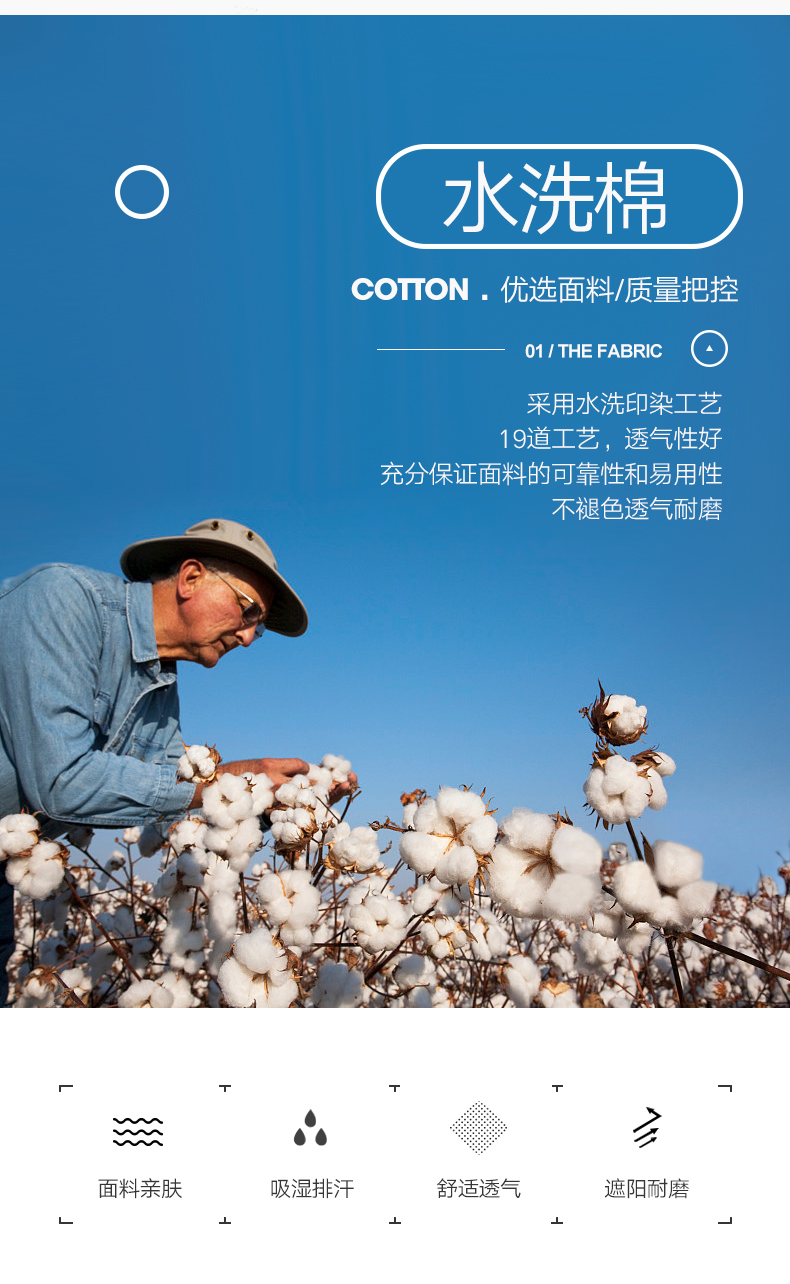 水洗棉
COTTON . 优选面料/质量把控
01 / THE FABRIC
采用水洗印染工艺
19道工艺，透气性好
充分保证面料的可靠性和易用性
不褪色透气耐磨
面料亲肤
吸湿排汗
舒适透气
遮阳耐磨